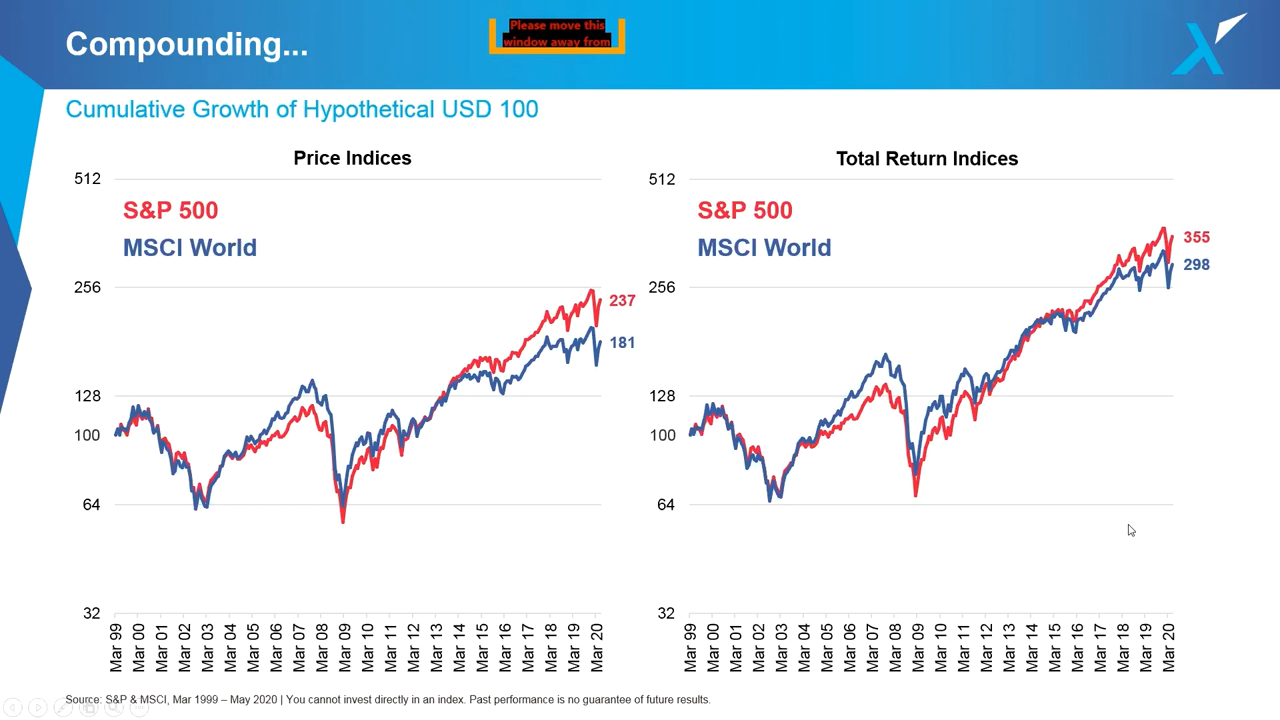 Compounding...
Please move this
window away from
Cumulative Growth of Hypothetical USD 100
Price Indices
512
256
128
100
64
32
S&P 500
MSCI World
237
181
Mar 99
Mar 00
Mar 01
Mar 02
Mar 03
Mar 04
Mar 05
Mar 06
Mar 07
Mar 08
Mar 09
Mar 10
Mar 11
Mar 12
Mar 13
Mar 14
Mar 15
Mar 16
Mar 17
Mar 18
Mar 19
Mar 20
Total Return Indices
512
256
128
100
64
32
S&P 500
MSCI World
355
298
Mar 99
Mar 00
Mar 01
Mar 02
Mar 03
Mar 04
Mar 05
Mar 06
Mar 07
Mar 08
Mar 09
Mar 10
Mar 11
Mar 12
Mar 13
Mar 14
Mar 15
Mar 16
Mar 17
Mar 18
Mar 19
Mar 20
Source: S&P & MSCI, Mar 1999 – May 2020 | You cannot invest directly in an index. Past performance is no guarantee of future results.